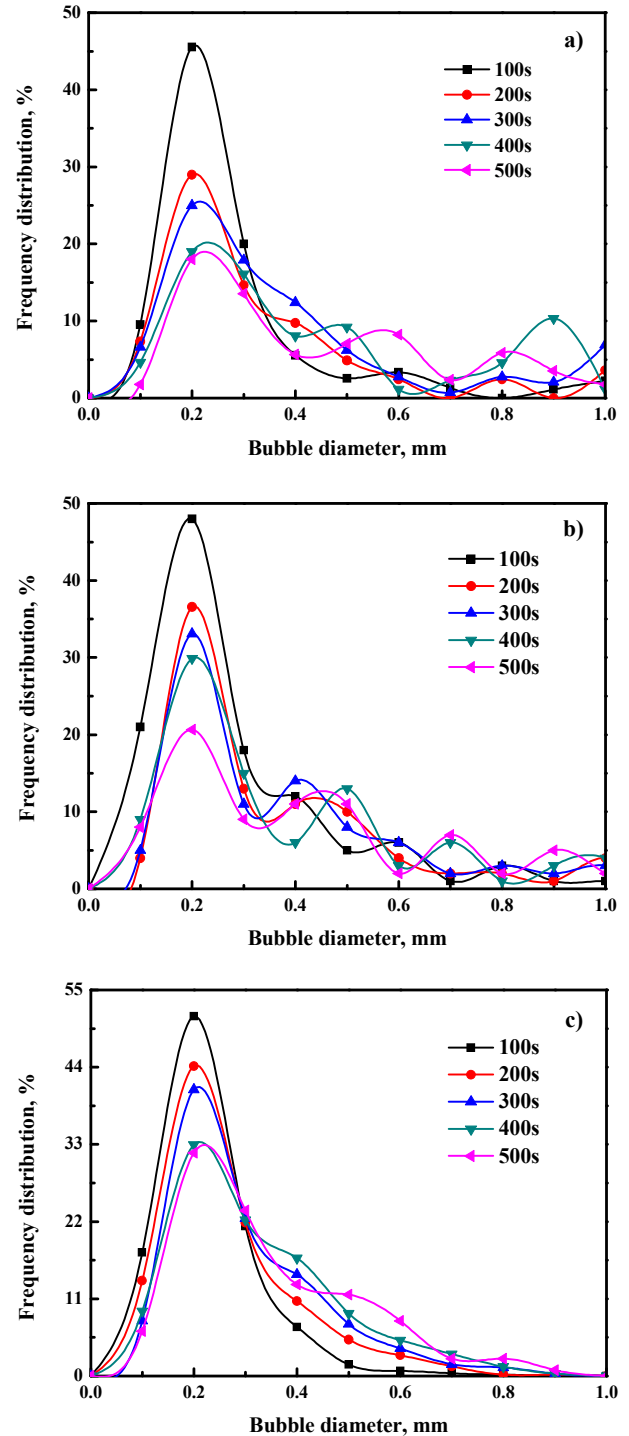 50
a)
100s
200s
300s
400s
500s
40
30
20
10
0
0.0 0.2 0.4 0.6 0.8 1.0
Frequency distribution, %
Bubble diameter, mm
50
b)
100s
200s
300s
400s
500s
40
30
20
10
0
0.0 0.2 0.4 0.6 0.8 1.0
Frequency distribution, %
Bubble diameter, mm
55
c)
100s
200s
300s
400s
500s
44
33
22
11
0
0.0 0.2 0.4 0.6 0.8 1.0
Frequency distribution, %
Bubble diameter, mm